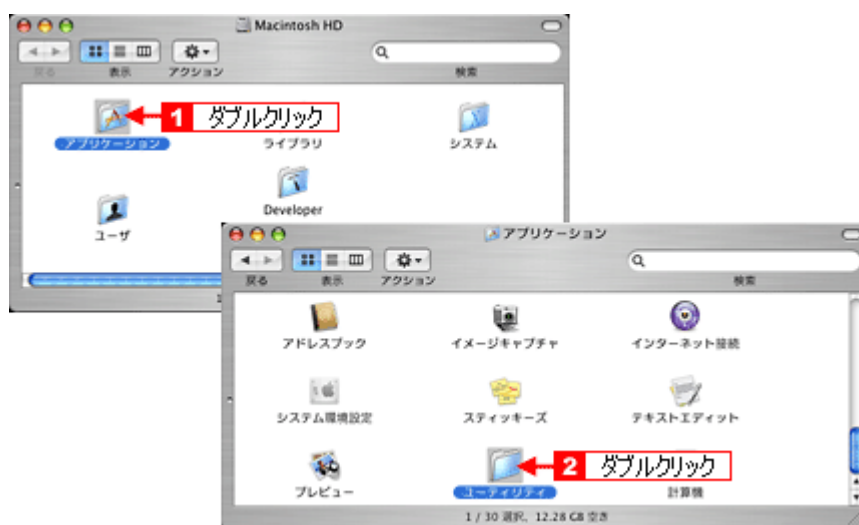 Macintosh HD
戻る 表示 アクション 検索
1 ダブルクリック
アプリケーション ライブラリ システム
ユーザ Developer
アプリケーション
戻る 表示 アクション 検索
アドレスブック イメージキャプチャ インターネット接続
システム環境設定 スティッキーズ テキストエディット
2 ダブルクリック
プレビュー ユーティリティ 計算機
1 / 30 選択、12.28 GB 空き